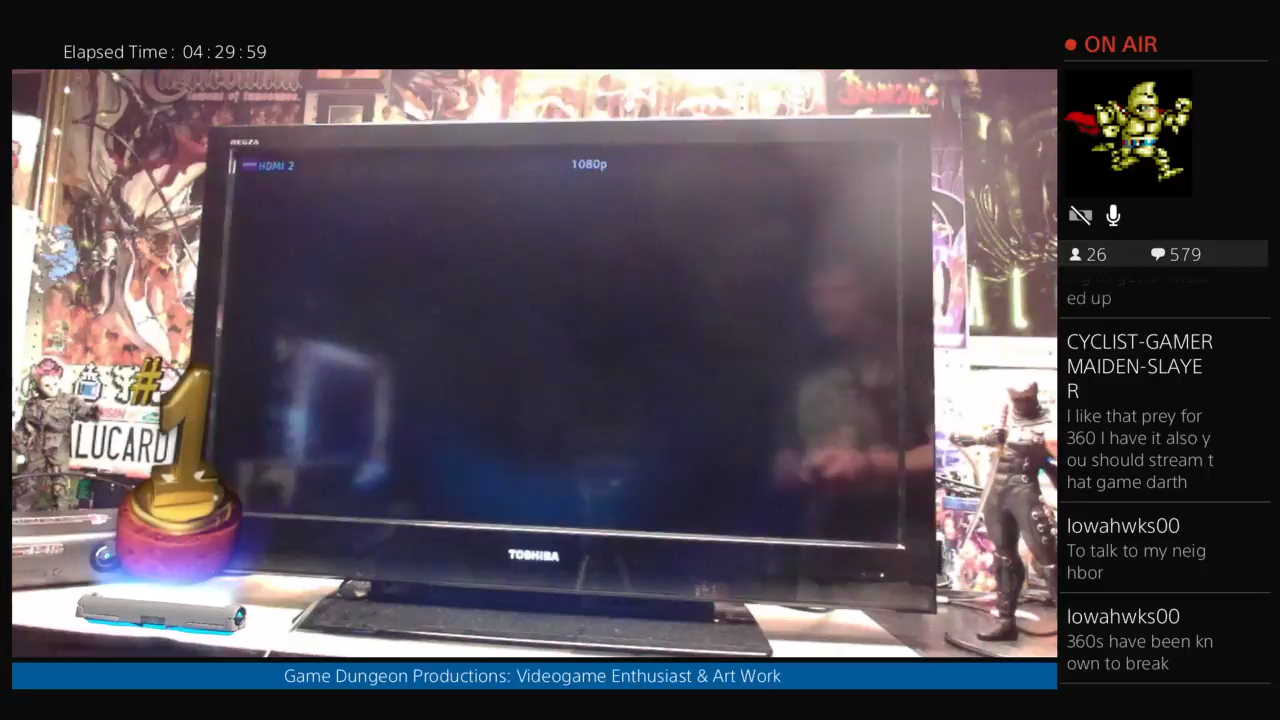 Elapsed Time: 04:29:59
ON AIR
REGZA
HDMI 2
1080p
26
579
ed up
CYCLIST-GAMER
MAIDEN-SLAYE
R
I like that prey for
360 I have it also y
ou should stream t
hat game darth
Iowahwks00
To talk to my neig
hbor
Iowahwks00
360s have been kn
own to break
#1
LUCARD
TOSHIBA
Game Dungeon Productions: Videogame Enthusiast & Art Work